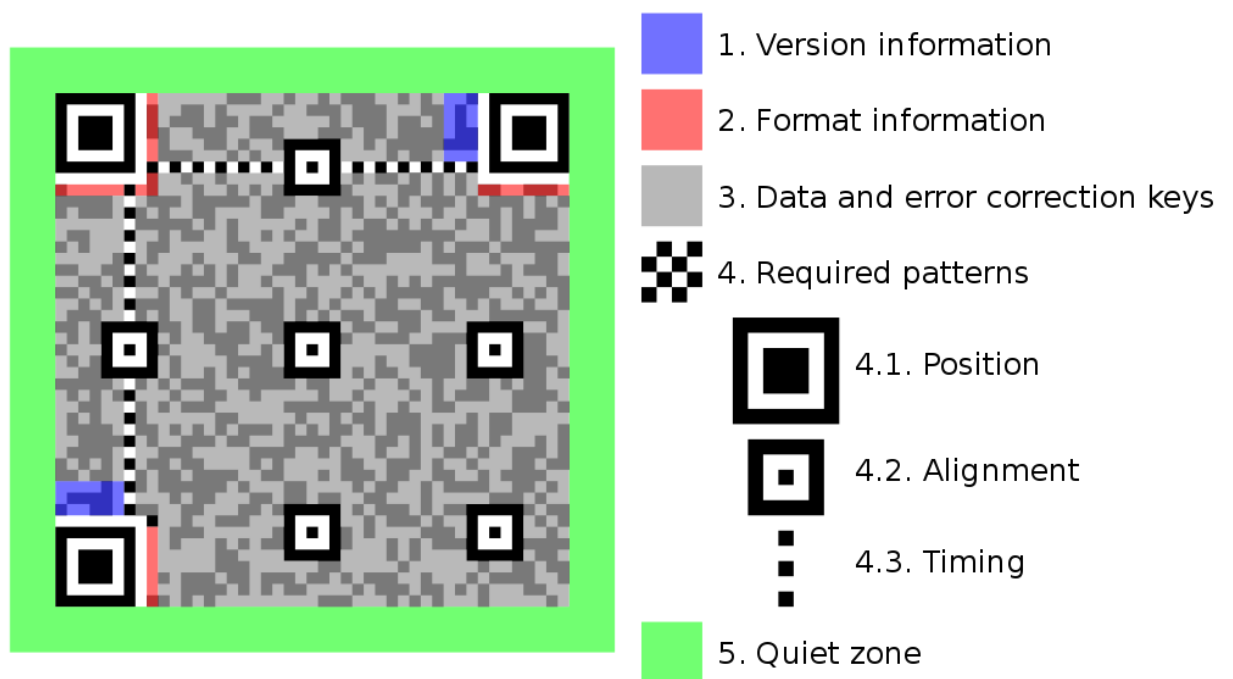 1. Version information
2. Format information
3. Data and error correction keys
4. Required patterns
4.1. Position
4.2. Alignment
4.3. Timing
5. Quiet zone